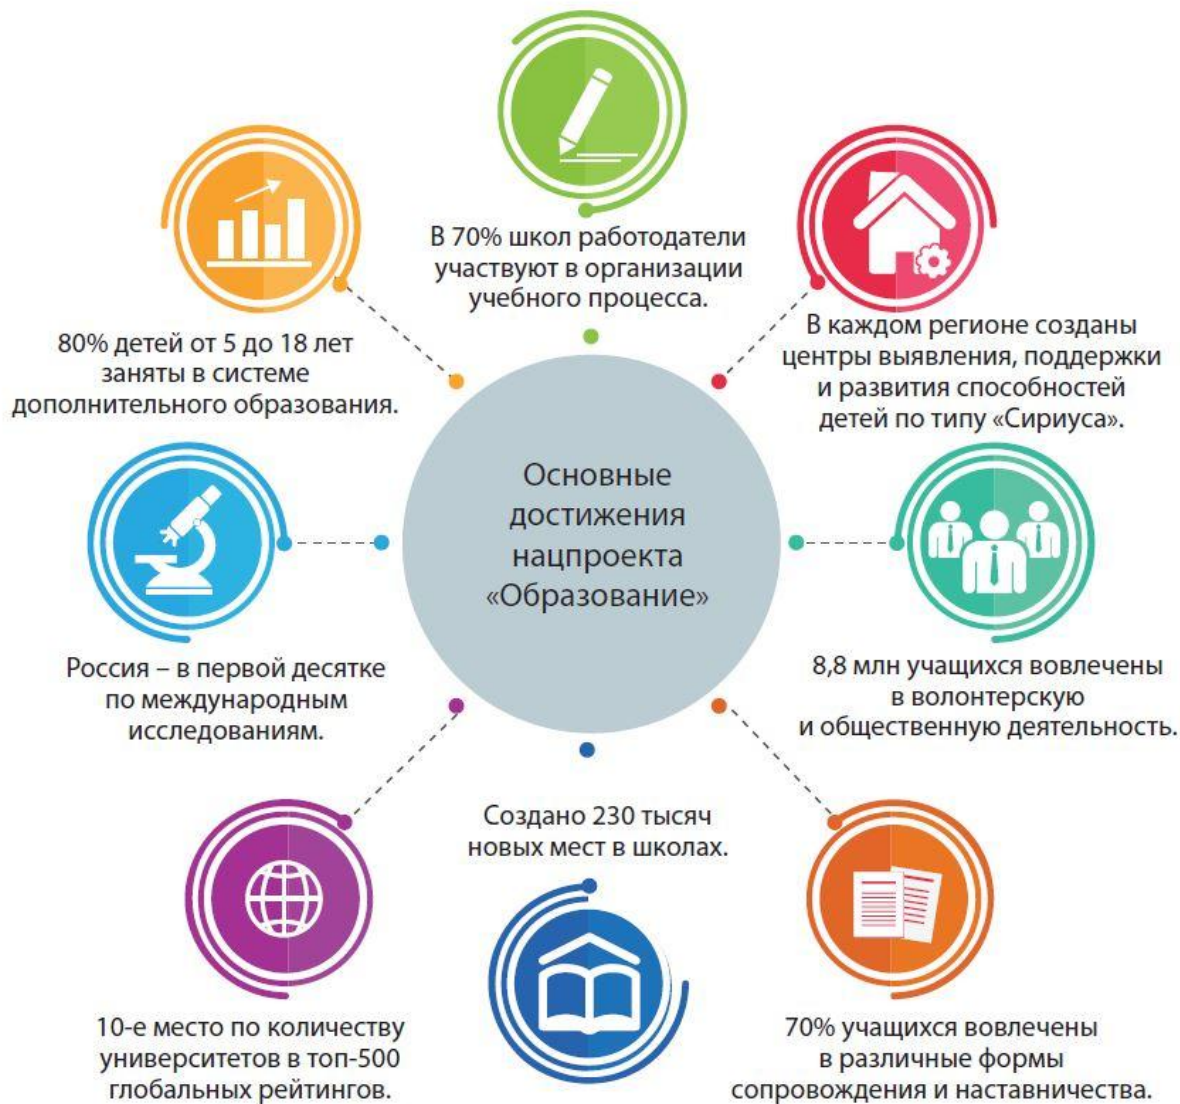 В 70% школ работодатели
участвуют в организации
учебного процесса.
80% детей от 5 до 18 лет
заняты в системе
дополнительного образования.
В каждом регионе созданы
центры выявления, поддержки
и развития способностей
детей по типу «Сириуса».
Основные
достижения
нацпроекта
«Образование»
Россия – в первой десятке
по международным
исследованиям.
8,8 млн учащихся вовлечены
в волонтерскую
и общественную деятельность.
Создано 230 тысяч
новых мест в школах.
10-е место по количеству
университетов в топ-500
глобальных рейтингов.
70% учащихся вовлечены
в различные формы
сопровождения и наставничества.